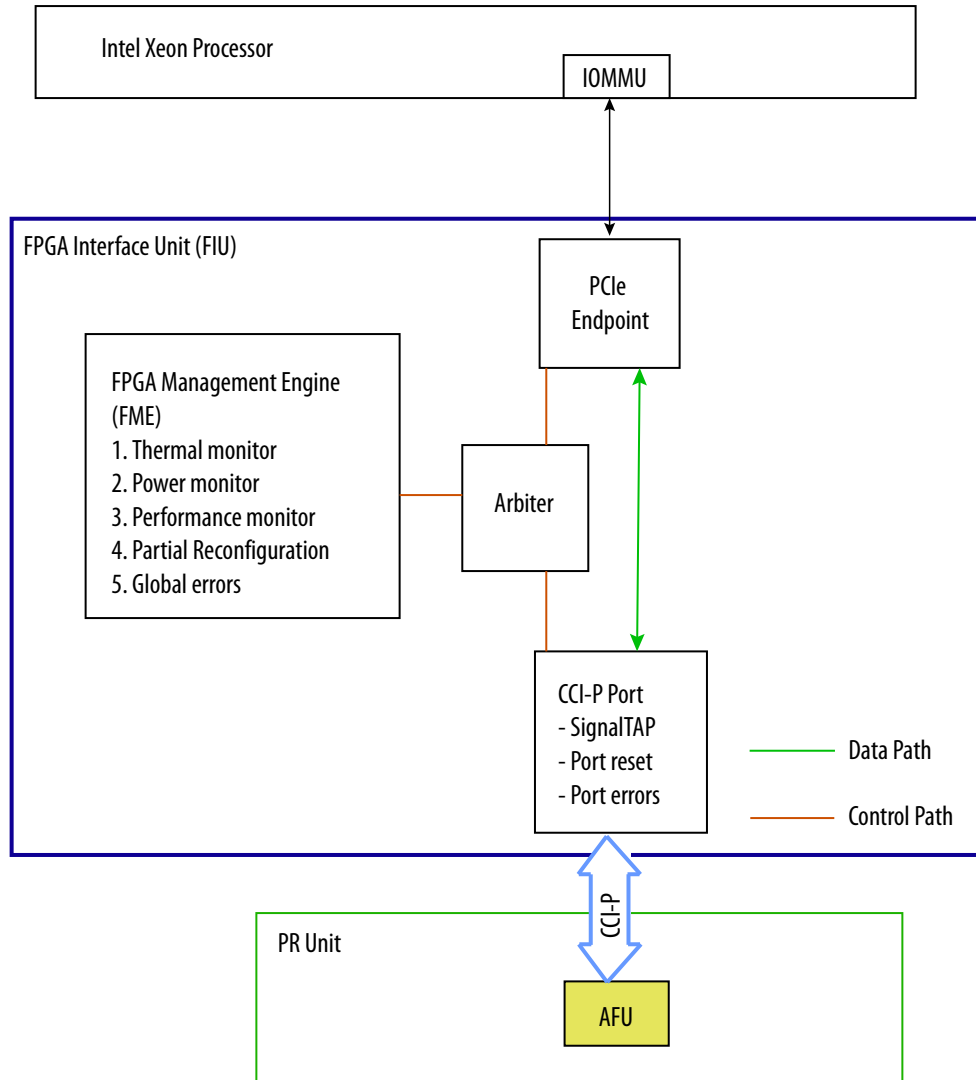 Intel Xeon Processor
IOMMU
FPGA Interface Unit (FIU)
PCIe
Endpoint
FPGA Management Engine
(FME)
1. Thermal monitor
2. Power monitor
3. Performance monitor
4. Partial Reconfiguration
5. Global errors
Arbiter
CCI-P Port
- SignalTAP
- Port reset
- Port errors
Data Path
Control Path
CCI-P
PR Unit
AFU